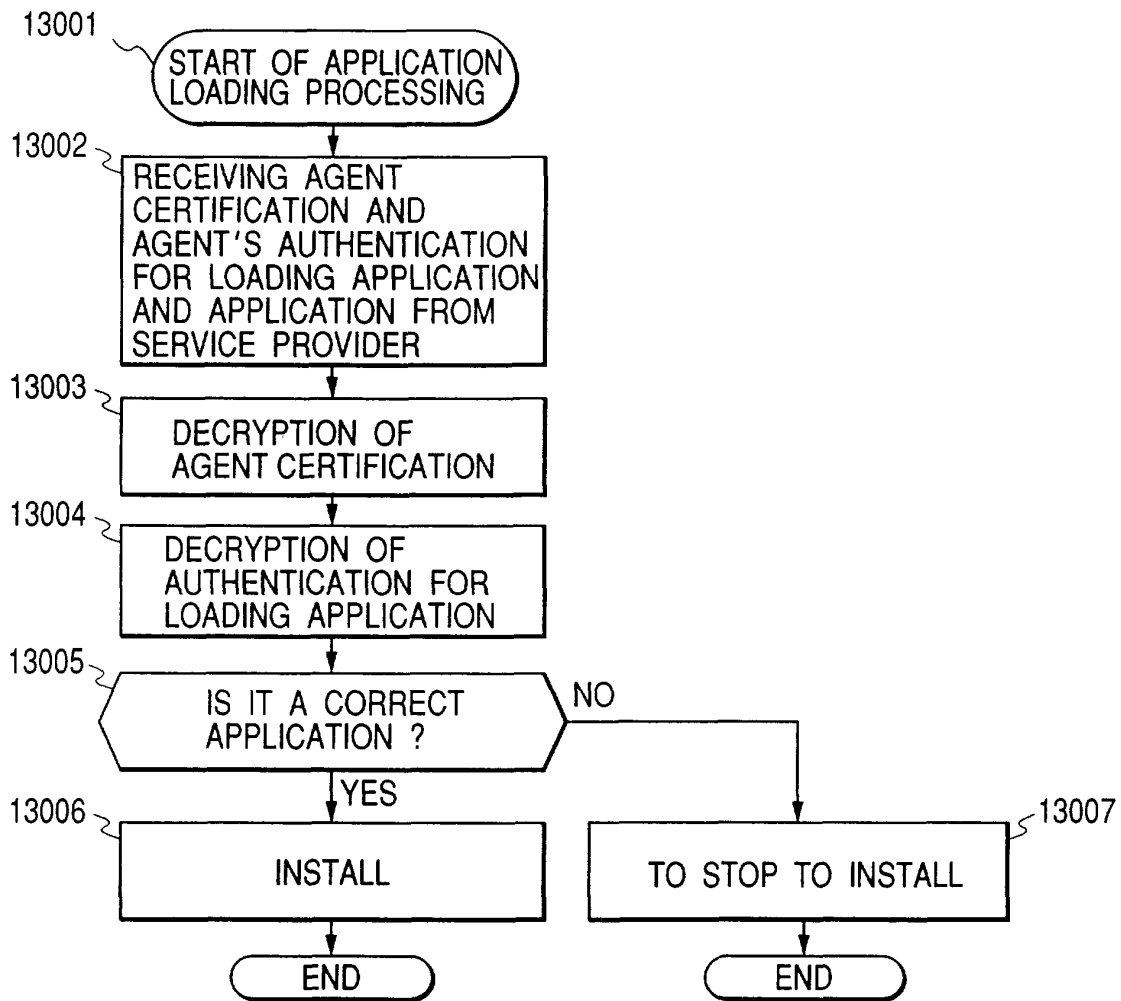 13001
START OF APPLICATION
LOADING PROCESSING
13002
RECEIVING AGENT
CERTIFICATION AND
AGENT'S AUTHENTICATION
FOR LOADING APPLICATION
AND APPLICATION FROM
SERVICE PROVIDER
13003
DECRYPTION OF
AGENT CERTIFICATION
13004
DECRYPTION OF
AUTHENTICATION FOR
LOADING APPLICATION
13005
IS IT A CORRECT
APPLICATION ?
NO
YES
13006
INSTALL
13007
TO STOP TO INSTALL
END
END